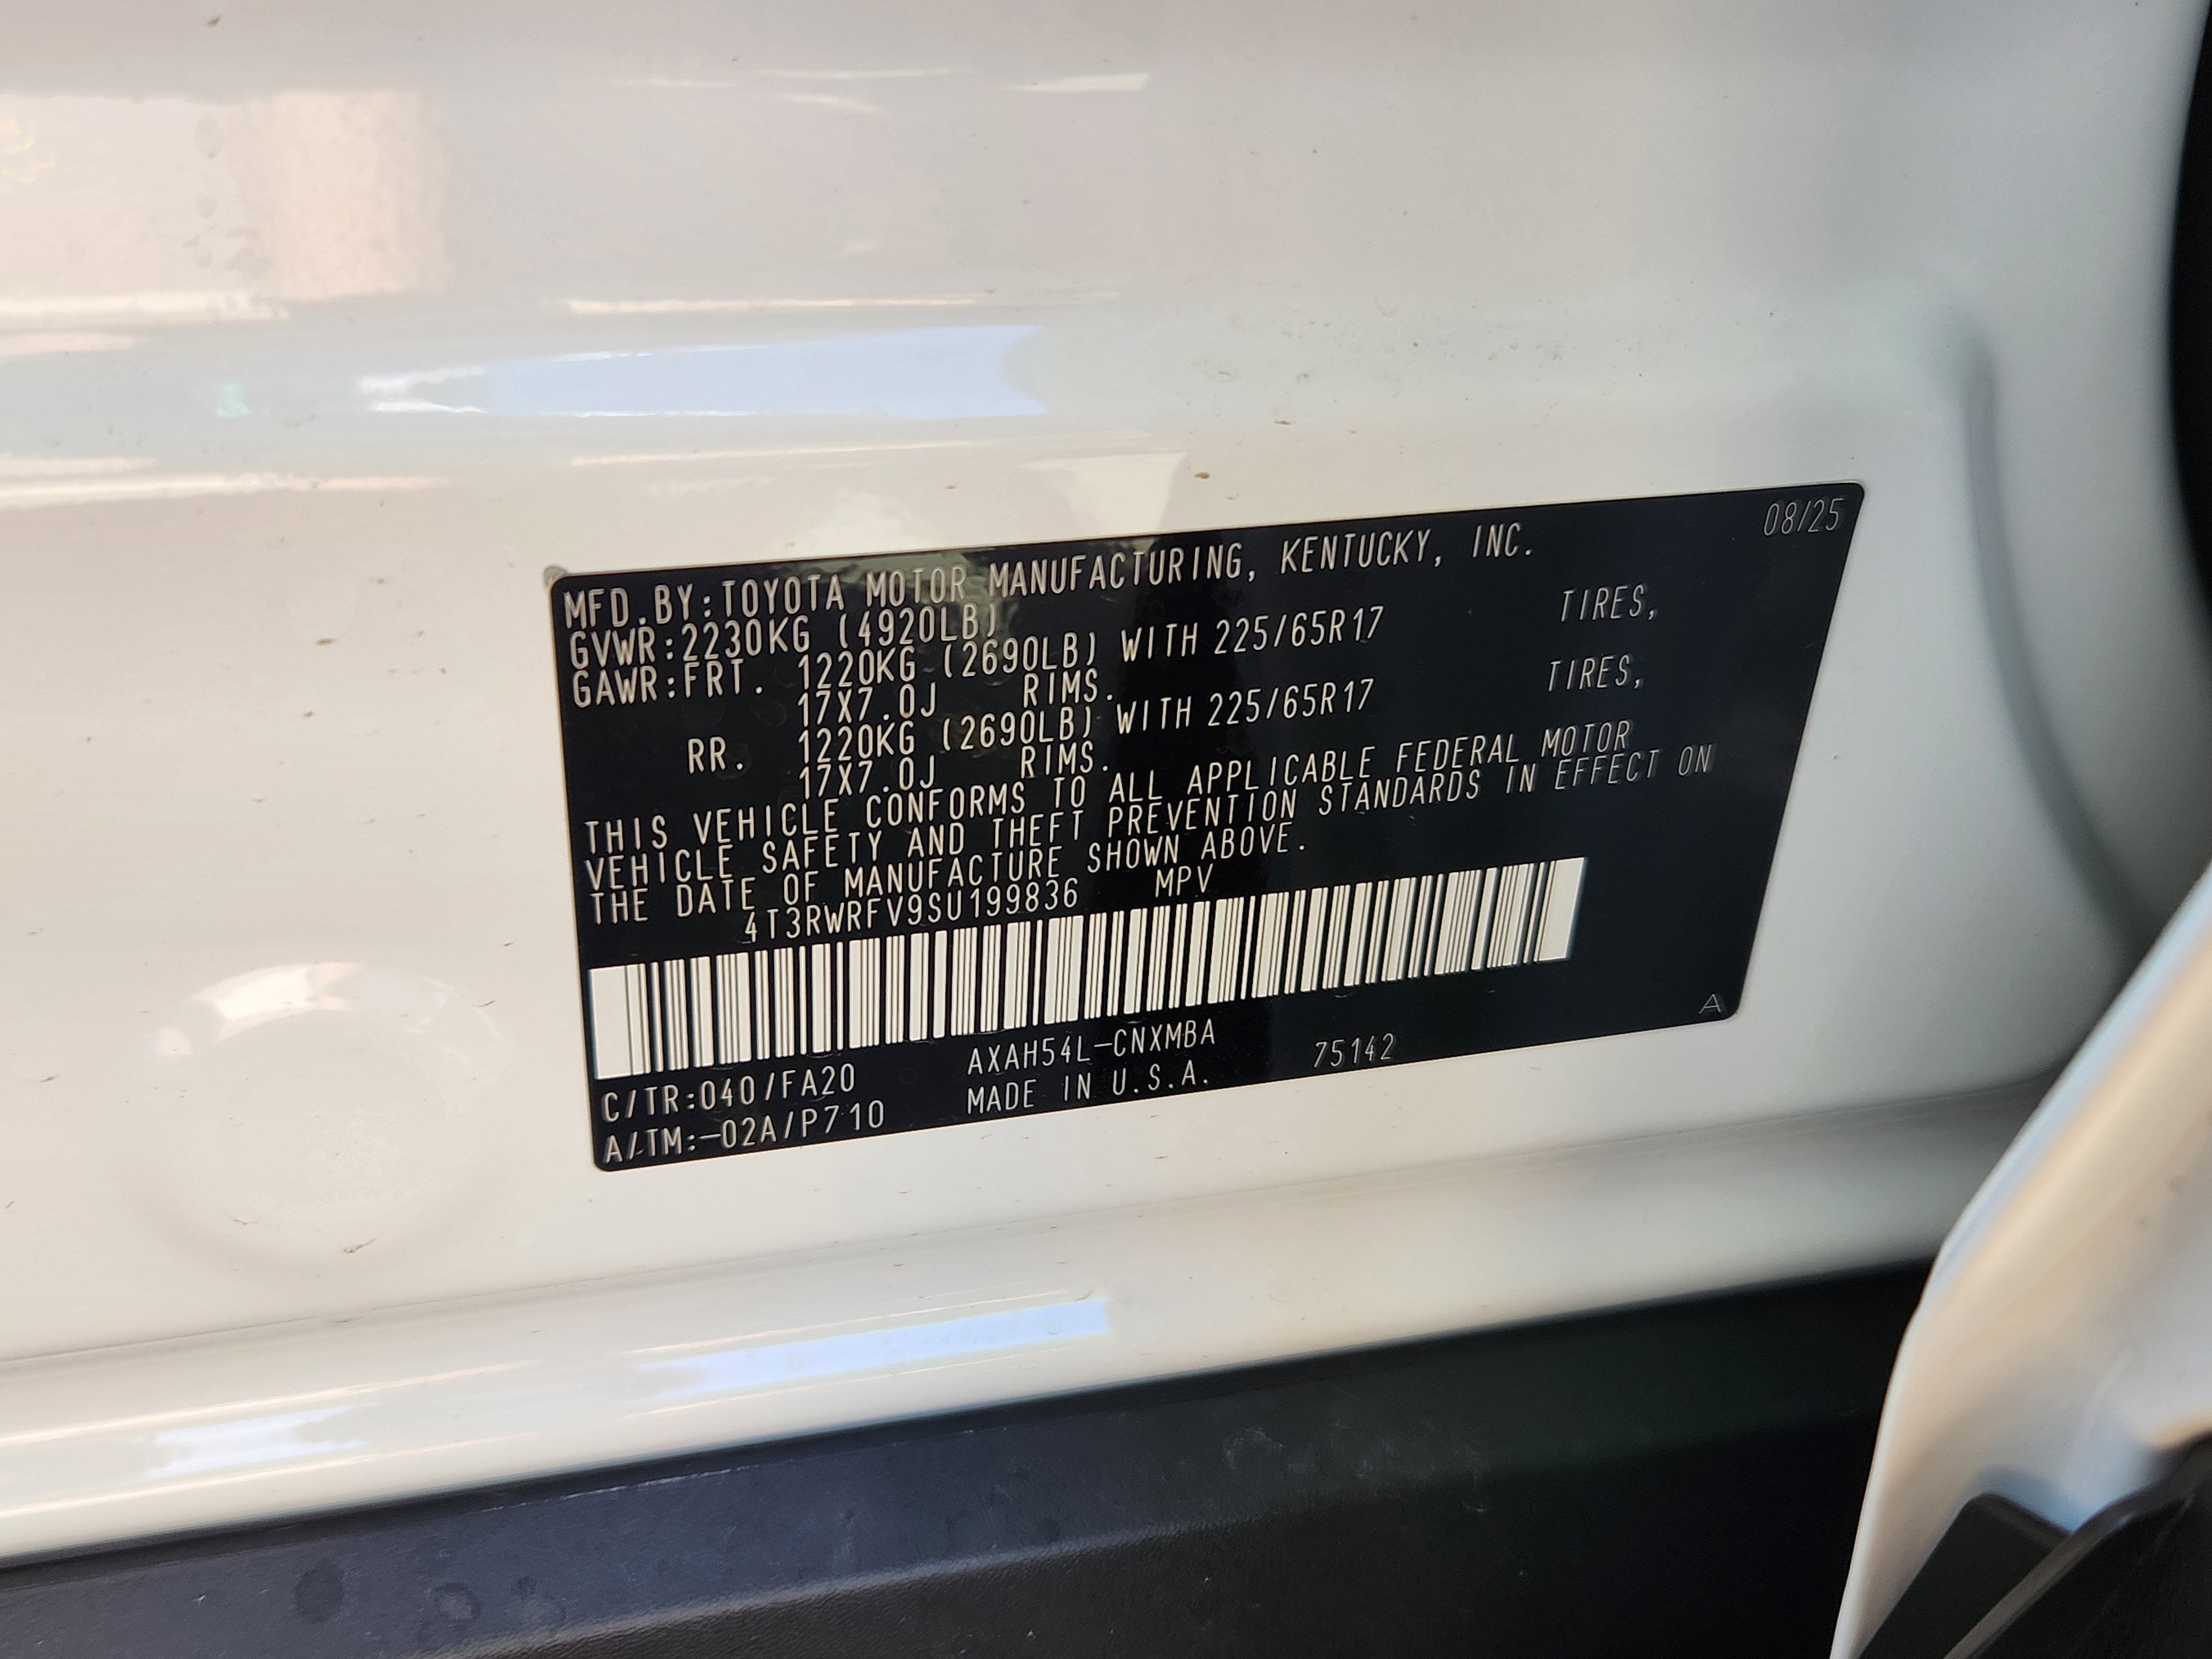 08/25
MFD.BY:TOYOTA MOTOR MANUFACTURING, KENTUCKY, INC.
GVWR:2230KG (4920LB)
GAWR:FRT. 1220KG (2690LB) WITH 225/65R17 TIRES,
17X7.0J RIMS.
RR. 1220KG (2690LB) WITH 225/65R17 TIRES,
17X7.0J RIMS.
THIS VEHICLE CONFORMS TO ALL APPLICABLE FEDERAL MOTOR
VEHICLE SAFETY AND THEFT PREVENTION STANDARDS IN EFFECT ON
THE DATE OF MANUFACTURE SHOWN ABOVE.
4T3RWRFV9SU199836 MPV
A
C/TR:040/FA20 AXAH54L-CNXMBA
A/TM:-02A/P710 MADE IN U.S.A. 75142